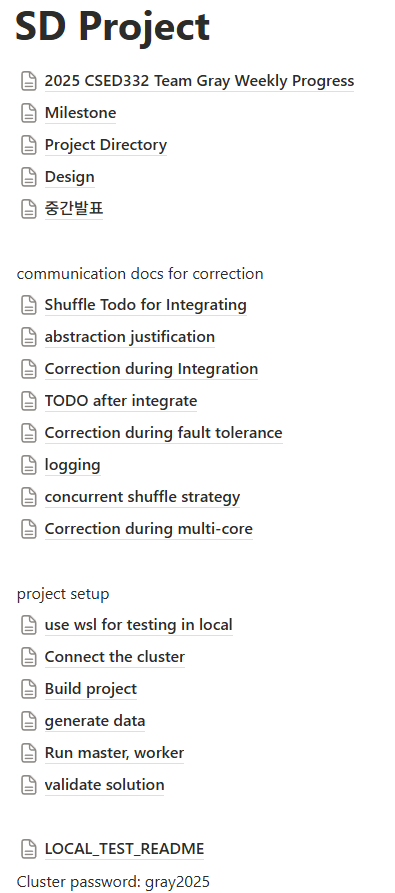 SD Project
2025 CSED332 Team Gray Weekly Progress
Milestone
Project Directory
Design
중간발표
communication docs for correction
Shuffle Todo for Integrating
abstraction justification
Correction during Integration
TODO after integrate
Correction during fault tolerance
logging
concurrent shuffle strategy
Correction during multi-core
project setup
use wsl for testing in local
Connect the cluster
Build project
generate data
Run master, worker
validate solution
LOCAL_TEST_README
Cluster password: gray2025